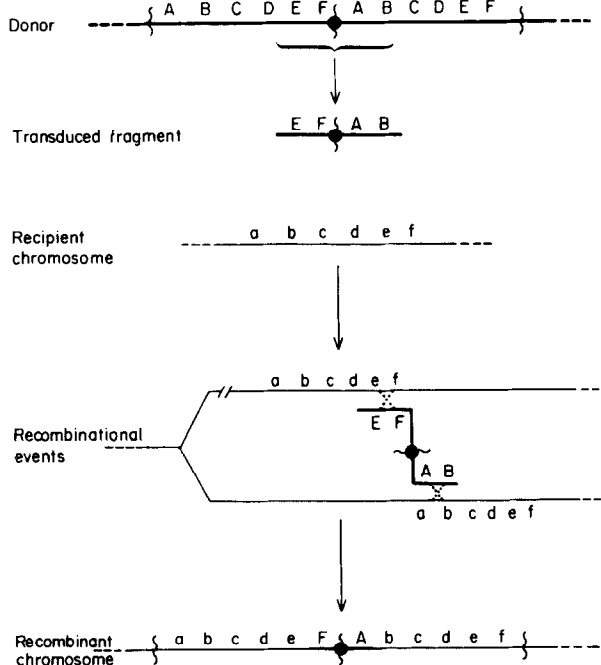 A B C D E F A B C D E F
Donor
E F A B
Transduced fragment
Recipient
chromosome
a b c d e f
a b c d e f
E F
Recombinational
events
A B
a b c d e f
Recombinant
chromosome
a b c d e F A b c d e f